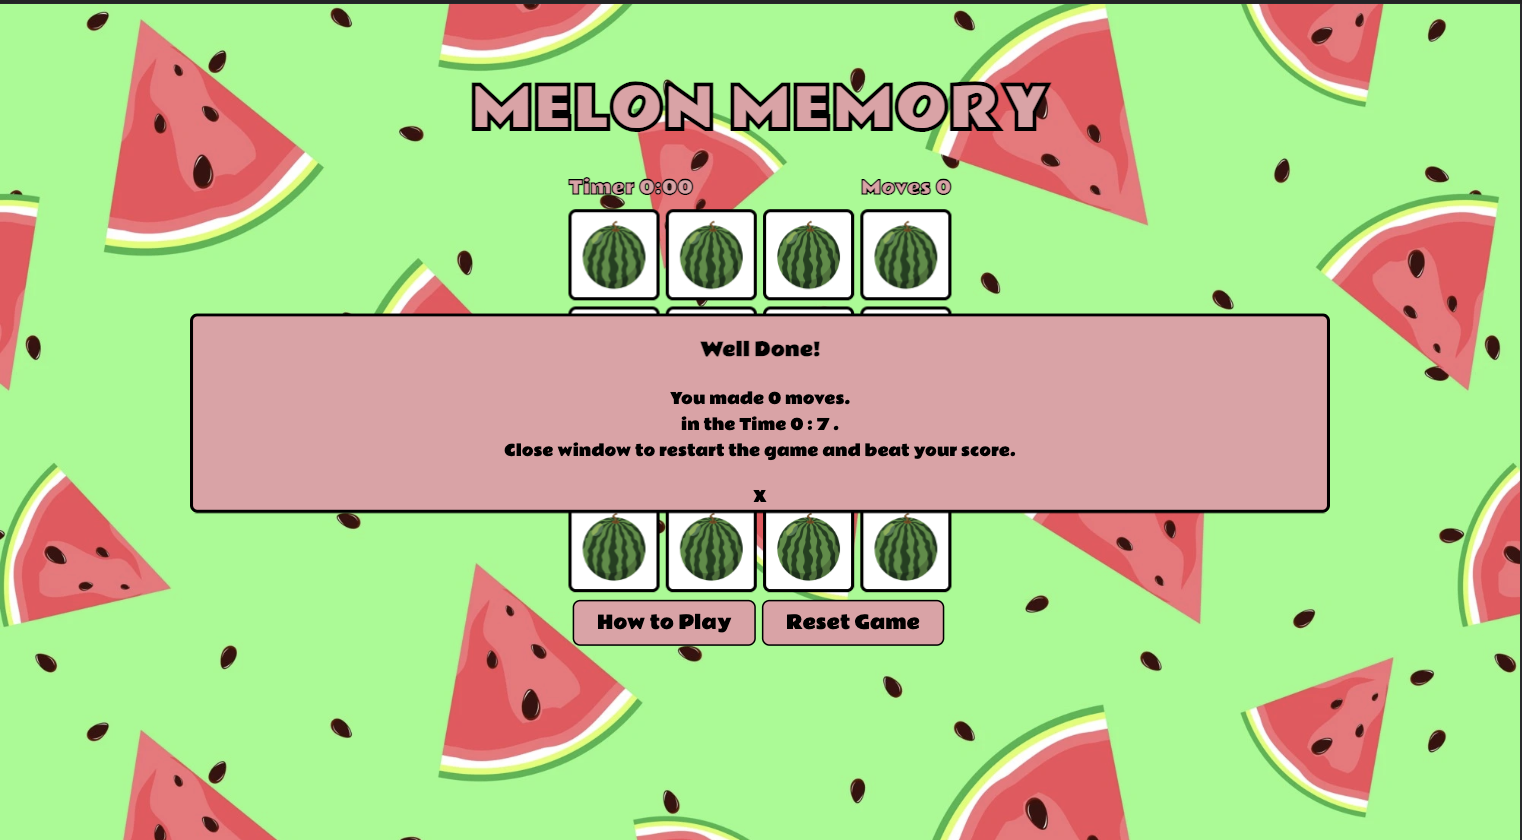 MELON MEMORY
Timer 0:00 Moves 0
Well Done!
You made 0 moves.
in the Time 0 : 7 .
Close window to restart the game and beat your score.
X
How to Play Reset Game